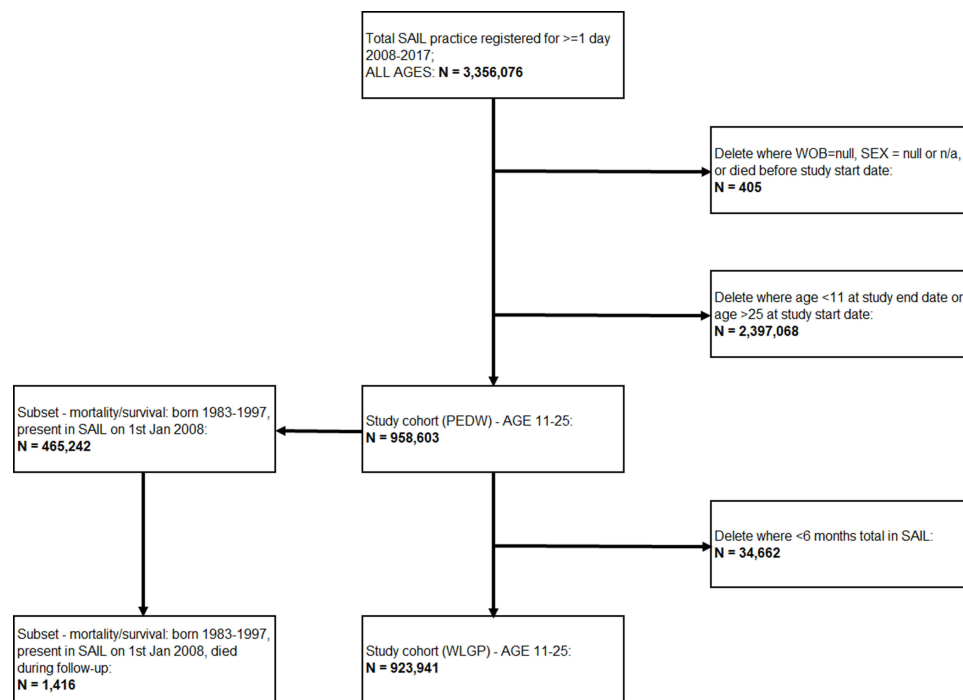 Total SAIL practice registered for >=1 day
2008-2017;
ALL AGES: N = 3,356,076
Delete where WOB=null, SEX = null or n/a,
or died before study start date:
N = 405
Delete where age <11 at study end date or
age >25 at study start date:
N = 2,397,068
Subset - mortality/survival: born 1983-1997,
present in SAIL on 1st Jan 2008:
N = 465,242
Study cohort (PEDW) - AGE 11-25:
N = 958,603
Delete where <6 months total in SAIL:
N = 34,662
Subset - mortality/survival: born 1983-1997,
present in SAIL on 1st Jan 2008, died
during follow-up:
N = 1,416
Study cohort (WLGP) - AGE 11-25:
N = 923,941